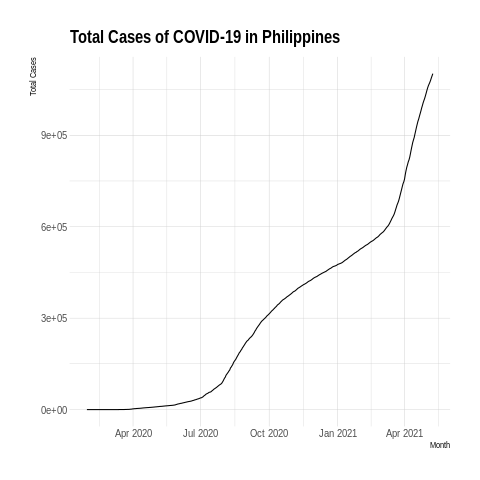 Total Cases of COVID-19 in Philippines
Total Cases
9e+05
6e+05
3e+05
0e+00
Apr 2020 Jul 2020 Oct 2020 Jan 2021 Apr 2021
Month